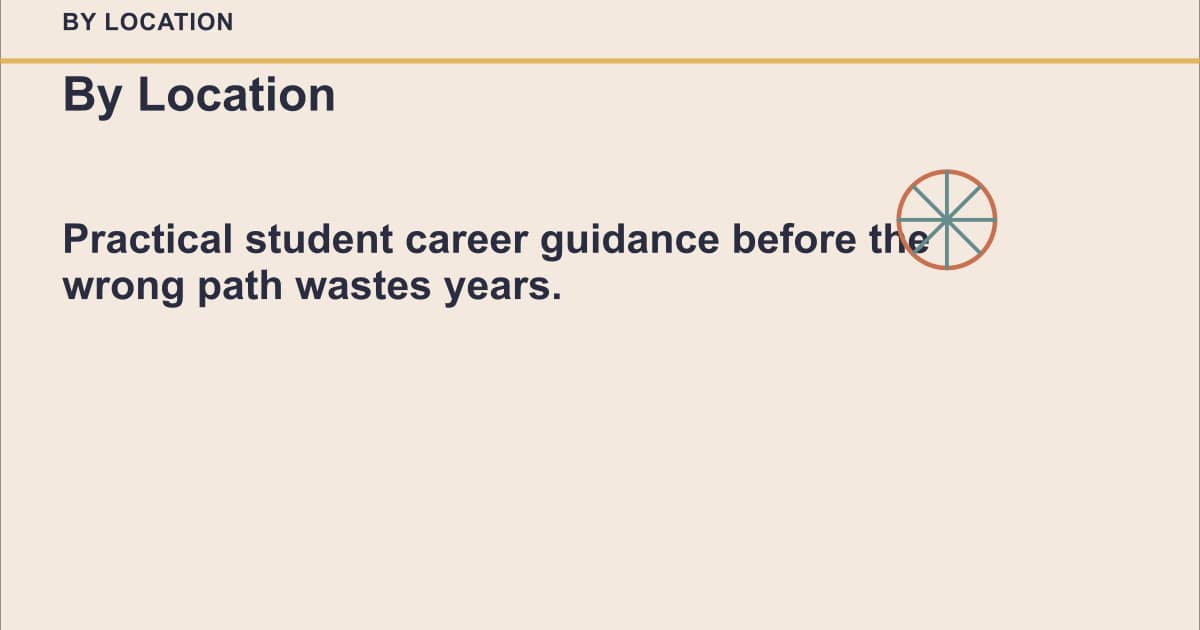 BY LOCATION
By Location
Practical student career guidance before the
wrong path wastes years.